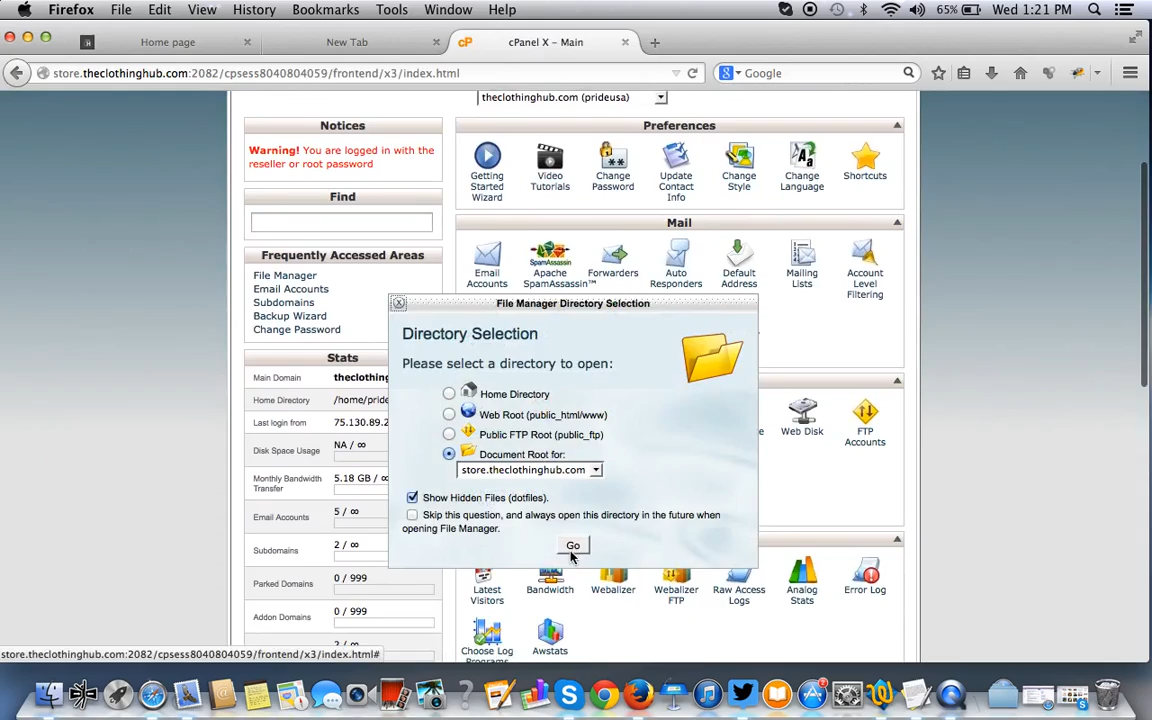 Firefox File Edit View History Bookmarks Tools Window Help 65% Wed 1:21 PM
Home page New Tab cP cPanel X - Main
store.theclothinghub.com:2082/cpsess8040804059/frontend/x3/index.html Google
theclothinghub.com (prideusa)
Notices
Warning! You are logged in with the
reseller or root password
Find
Frequently Accessed Areas
File Manager
Email Accounts
Subdomains
Backup Wizard
Change Password
Stats
Main Domain theclothing
Home Directory /home/pride
Last login from 75.130.89.2
Disk Space Usage NA / ∞
Monthly Bandwidth
Transfer 5.18 GB / ∞
Email Accounts 5 / ∞
Subdomains 2 / ∞
Parked Domains 0 / 999
Addon Domains 0 / 999
Preferences
Getting
Started
Wizard
Video
Tutorials
Change
Password
Update
Contact
Info
Change
Style
Change
Language
Shortcuts
Mail
Email
Accounts
Apache
SpamAssassin™
Forwarders
Auto
Responders
Default
Address
Mailing
Lists
Account
Level
Filtering
File Manager Directory Selection
Directory Selection
Please select a directory to open:
Home Directory
Web Root (public_html/www)
Public FTP Root (public_ftp)
Document Root for:
store.theclothinghub.com
Show Hidden Files (dotfiles).
Skip this question, and always open this directory in the future when
opening File Manager.
Go
Web Disk
FTP
Accounts
Latest
Visitors
Bandwidth
Webalizer
Webalizer
FTP
Raw Access
Logs
Analog
Stats
Error Log
Choose Log
Programs
Awstats
store.theclothinghub.com:2082/cpsess8040804059/frontend/x3/index.html#